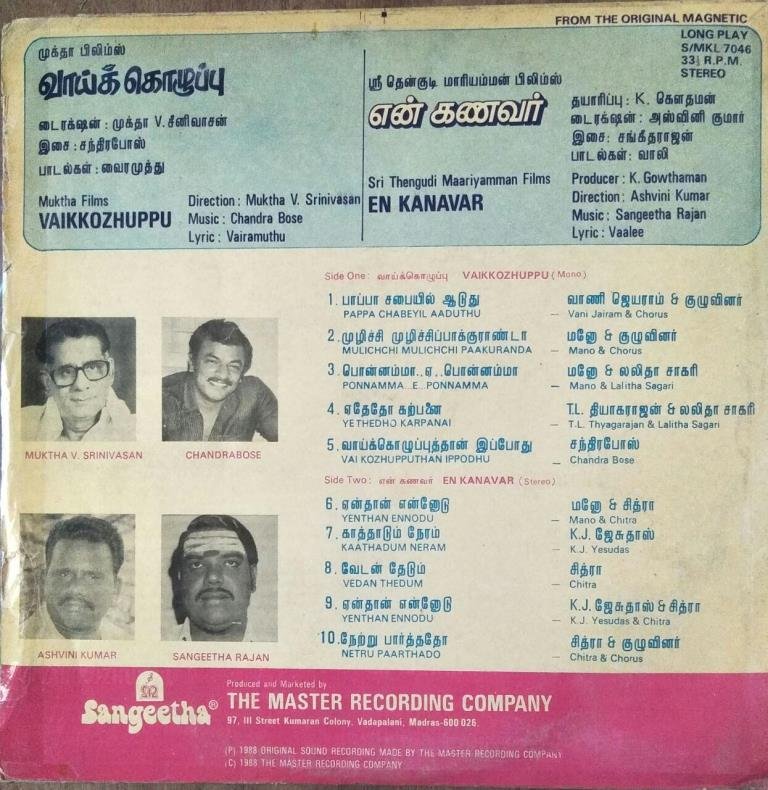 FROM THE ORIGINAL MAGNETIC
LONG PLAY
S/MKL 7046
33⅓ R.P.M.
STEREO
முக்தா பிலிம்ஸ்
வாய்க் கொழுப்பு
டைரக்ஷன் : முக்தா V. சீனிவாசன்
இசை : சந்திரபோஸ்
பாடல்கள் : வைரமுத்து
Muktha Films
VAIKKOZHUPPU
Direction : Muktha V. Srinivasan
Music : Chandra Bose
Lyric : Vairamuthu
ஸ்ரீ தென்குடி மாரியம்மன் பிலிம்ஸ்
என் கணவர்
Sri Thengudi Maariyamman Films
EN KANAVAR
தயாரிப்பு : K. கௌதமன்
டைரக்ஷன் : அஸ்வினி குமார்
இசை : சங்கீதராஜன்
பாடல்கள் : வாலி
Producer : K. Gowthaman
Direction : Ashvini Kumar
Music : Sangeetha Rajan
Lyric : Vaalee
Side One : வாய்க்கொழுப்பு VAIKKOZHUPPU ( Mono )
1. பாப்பா சபையில் ஆடுது வாணி ஜெயராம் & குழுவினர்
PAPPA CHABEYIL AADUTHU – Vani Jairam & Chorus
2. முழிச்சி முழிச்சிப்பாக்குராண்டா மனோ & குழுவினர்
MULICHCHI MULICHCHI PAAKURANDA – Mano & Chorus
3. பொன்னம்மா..ஏ..பொன்னம்மா மனோ & லலிதா சாகரி
PONNAMMA...E...PONNAMMA – Mano & Lalitha Sagari
4. ஏதேதோ கற்பனை T.L. தியாகராஜன் & லலிதா சாகரி
YETHEDHO KARPANAI – T.L. Thyagarajan & Lalitha Sagari
5. வாய்க்கொழுப்புத்தான் இப்போது சந்திரபோஸ்
VAI KOZHUPPUTHAN IPPODHU – Chandra Bose
Side Two : என் கணவர் EN KANAVAR (Stereo)
6. ஏன்தான் என்னோடு மனோ & சித்ரா
YENTHAN ENNODU – Mano & Chitra
7. காத்தாடும் நேரம் K.J. ஜேசுதாஸ்
KAATHADUM NERAM – K.J. Yesudas
8. வேடன் தேடும் சித்ரா
VEDAN THEDUM – Chitra
9. ஏன்தான் என்னோடு K.J. ஜேசுதாஸ் & சித்ரா
YENTHAN ENNODU – K.J. Yesudas & Chitra
10. நேற்று பார்த்ததோ சித்ரா & குழுவினர்
NETRU PAARTHADO – Chitra & Chorus
MUKTHA V. SRINIVASAN
CHANDRABOSE
ASHVINI KUMAR
SANGEETHA RAJAN
Sangeetha®
Produced and Marketed by
THE MASTER RECORDING COMPANY
97, III Street Kumaran Colony, Vadapalani, Madras-600 026.
(P) 1988 ORIGINAL SOUND RECORDING MADE BY THE MASTER RECORDING COMPANY
(C) 1988 THE MASTER RECORDING COMPANY